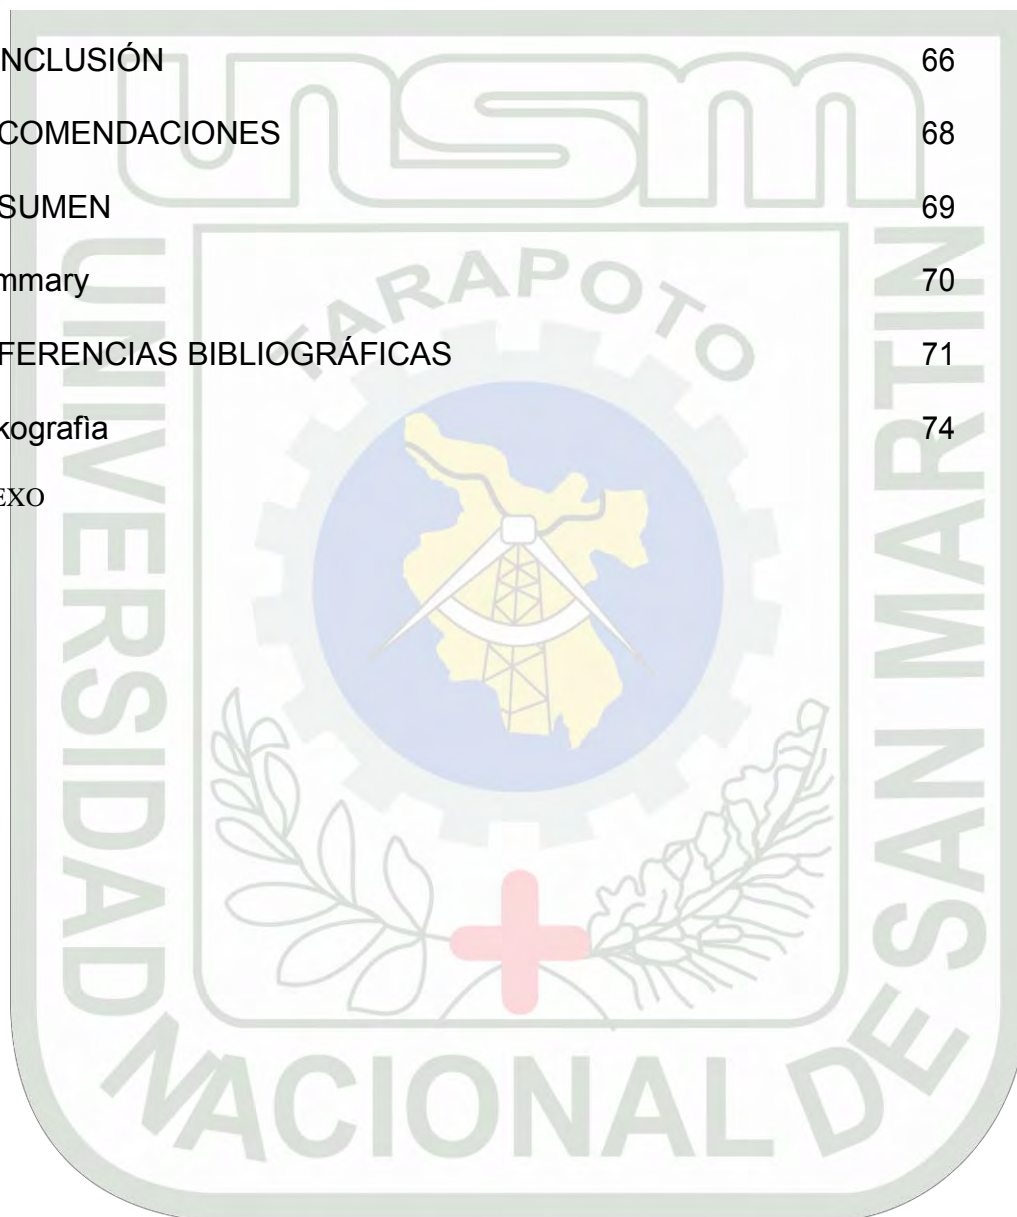 NCLUSIÓN 66
COMENDACIONES 68
SUMEN 69
mmary 70
FERENCIAS BIBLIOGRÁFICAS 71
kografìa 74
EXO
unsm
TARAPOTO
UNIVERSIDAD NACIONAL DE SAN MARTIN